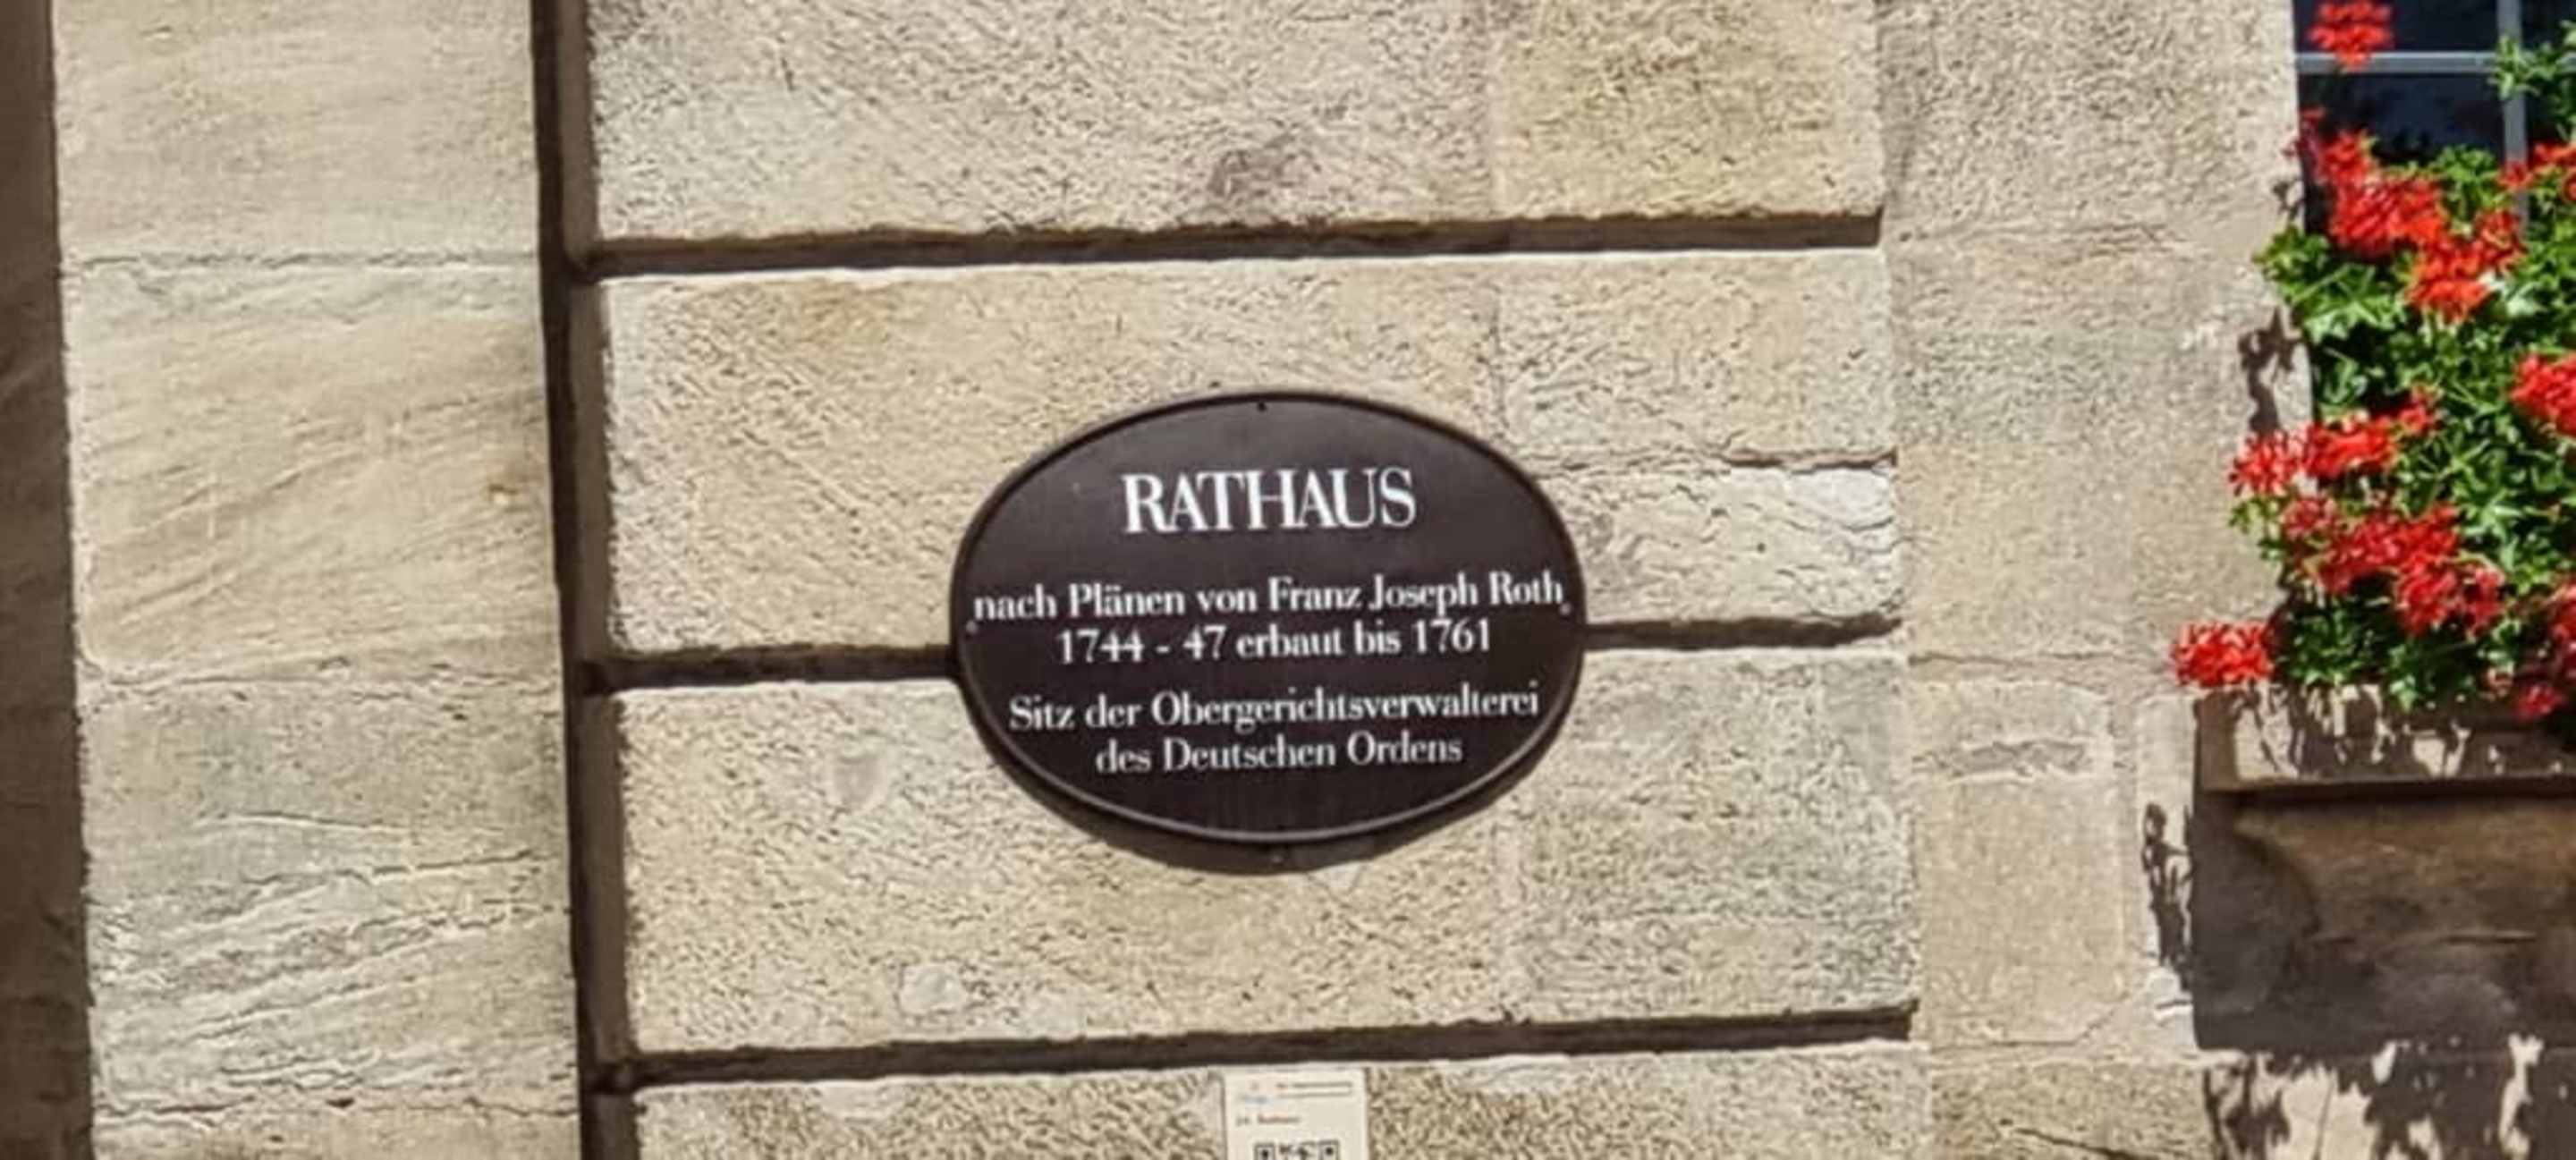 RATHAUS
nach Plänen von Franz Joseph Roth
1744 - 47 erbaut bis 1761
Sitz der Obergerichtsverwalterei
des Deutschen Ordens